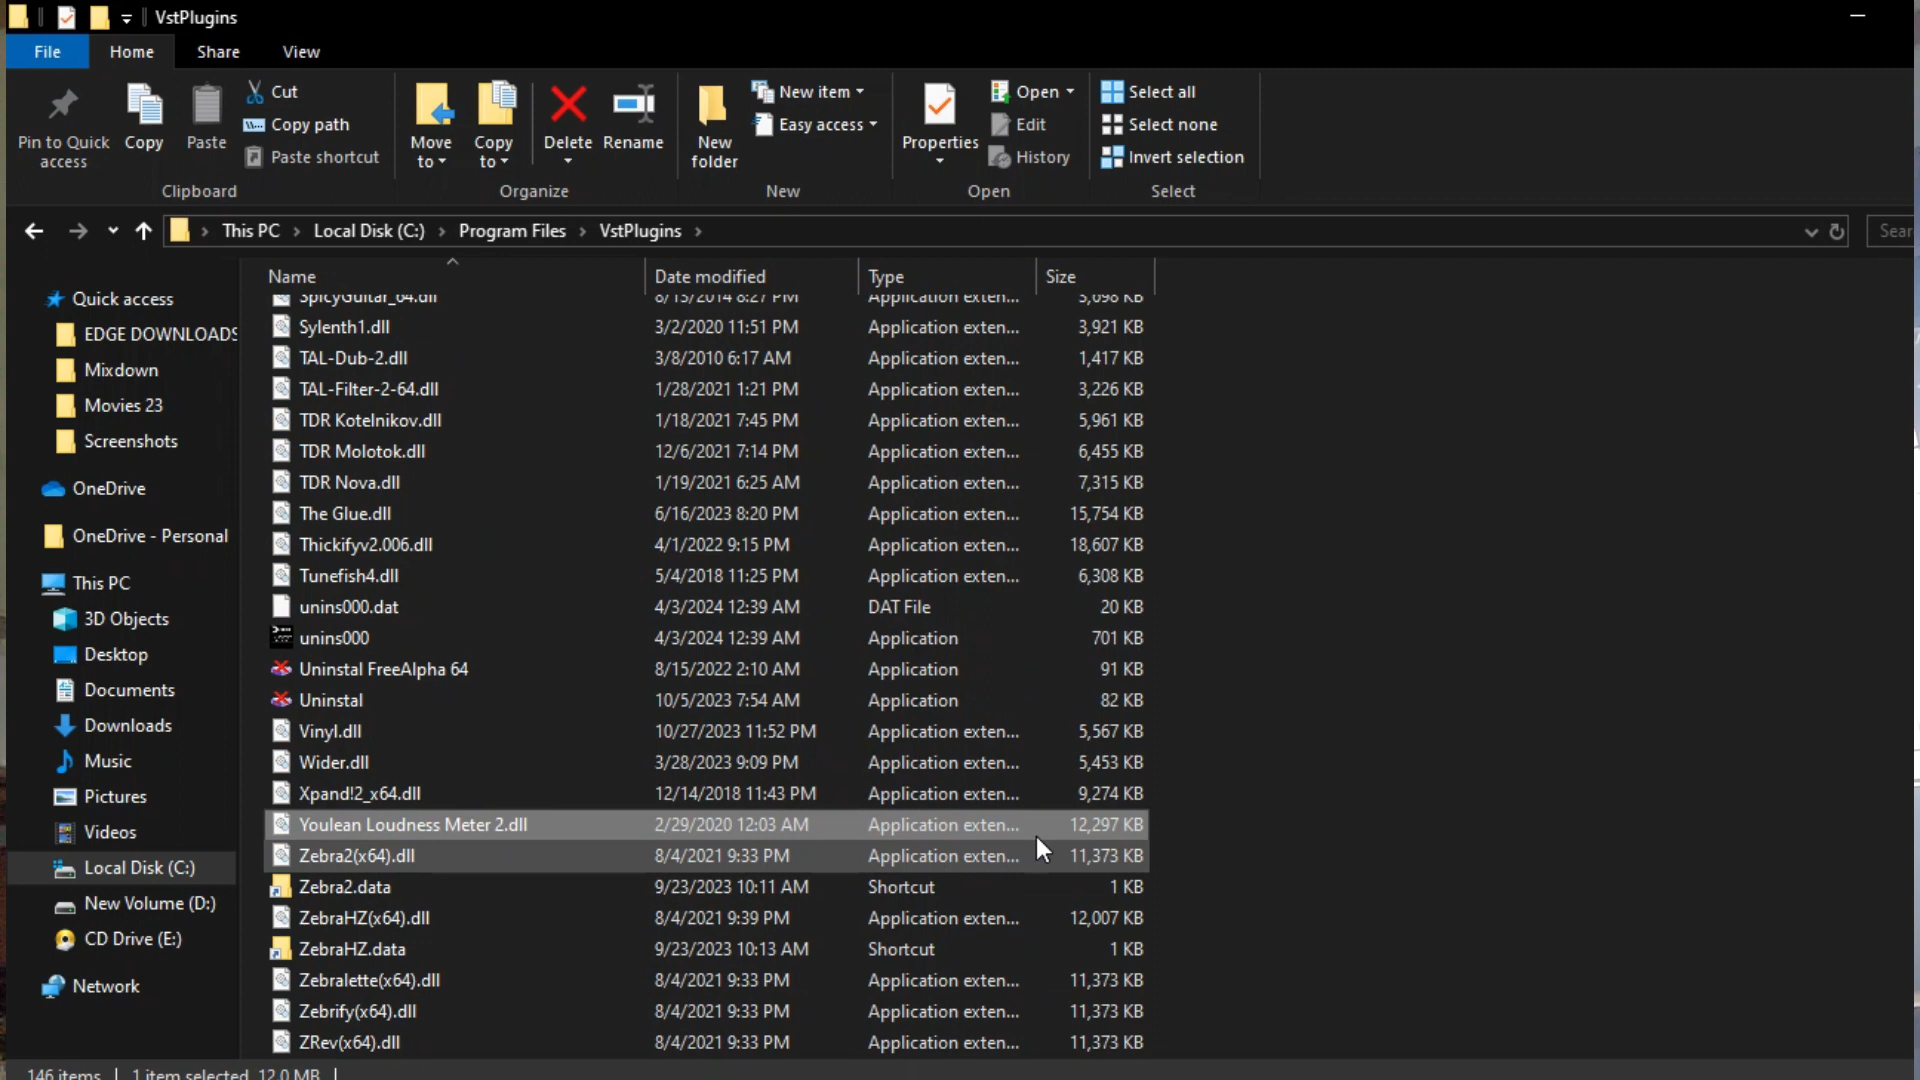 VstPlugins
File Home Share View
Pin to Quick access
Copy
Paste
Cut
Copy path
Paste shortcut
Clipboard
Move to
Copy to
Delete
Rename
Organize
New folder
New item
Easy access
New
Properties
Open
Edit
History
Open
Select all
Select none
Invert selection
Select
This PC > Local Disk (C:) > Program Files > VstPlugins >
Sear
Quick access
EDGE DOWNLOADS
Mixdown
Movies 23
Screenshots
OneDrive
OneDrive - Personal
This PC
3D Objects
Desktop
Documents
Downloads
Music
Pictures
Videos
Local Disk (C:)
New Volume (D:)
CD Drive (E:)
Network
Name Date modified Type Size
SpicyGuitar_64.dll 8/13/2014 8:27 PM Application exten... 3,698 KB
Sylenth1.dll 3/2/2020 11:51 PM Application exten... 3,921 KB
TAL-Dub-2.dll 3/8/2010 6:17 AM Application exten... 1,417 KB
TAL-Filter-2-64.dll 1/28/2021 1:21 PM Application exten... 3,226 KB
TDR Kotelnikov.dll 1/18/2021 7:45 PM Application exten... 5,961 KB
TDR Molotok.dll 12/6/2021 7:14 PM Application exten... 6,455 KB
TDR Nova.dll 1/19/2021 6:25 AM Application exten... 7,315 KB
The Glue.dll 6/16/2023 8:20 PM Application exten... 15,754 KB
Thickifyv2.006.dll 4/1/2022 9:15 PM Application exten... 18,607 KB
Tunefish4.dll 5/4/2018 11:25 PM Application exten... 6,308 KB
unins000.dat 4/3/2024 12:39 AM DAT File 20 KB
unins000 4/3/2024 12:39 AM Application 701 KB
Uninstal FreeAlpha 64 8/15/2022 2:10 AM Application 91 KB
Uninstal 10/5/2023 7:54 AM Application 82 KB
Vinyl.dll 10/27/2023 11:52 PM Application exten... 5,567 KB
Wider.dll 3/28/2023 9:09 PM Application exten... 5,453 KB
Xpand!2_x64.dll 12/14/2018 11:43 PM Application exten... 9,274 KB
Youlean Loudness Meter 2.dll 2/29/2020 12:03 AM Application exten... 12,297 KB
Zebra2(x64).dll 8/4/2021 9:33 PM Application exten... 11,373 KB
Zebra2.data 9/23/2023 10:11 AM Shortcut 1 KB
ZebraHZ(x64).dll 8/4/2021 9:39 PM Application exten... 12,007 KB
ZebraHZ.data 9/23/2023 10:13 AM Shortcut 1 KB
Zebralette(x64).dll 8/4/2021 9:33 PM Application exten... 11,373 KB
Zebrify(x64).dll 8/4/2021 9:33 PM Application exten... 11,373 KB
ZRev(x64).dll 8/4/2021 9:33 PM Application exten... 11,373 KB
146 items 1 item selected 12.0 MB